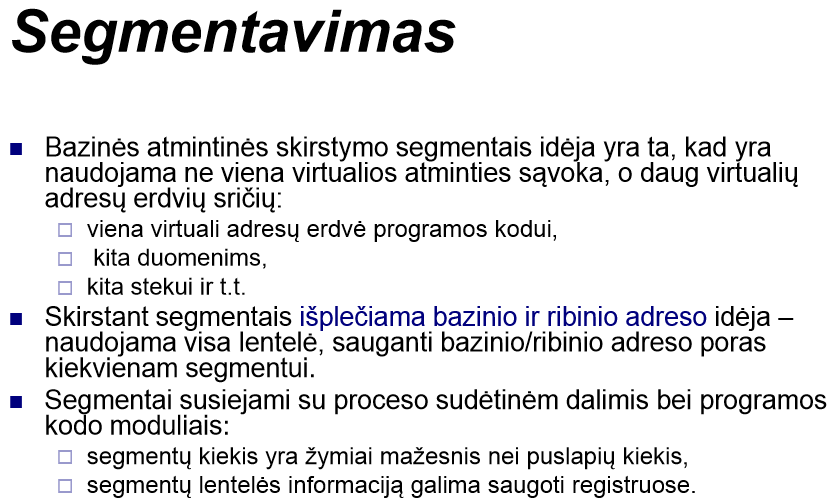 Segmentavimas
Bazinės atmintinės skirstymo segmentais idėja yra ta, kad yra
naudojama ne viena virtualios atminties sąvoka, o daug virtualių
adresų erdvių sričių:
viena virtuali adresų erdvė programos kodui,
kita duomenims,
kita stekui ir t.t.
Skirstant segmentais išplečiama bazinio ir ribinio adreso idėja –
naudojama visa lentelė, sauganti bazinio/ribinio adreso poras
kiekvienam segmentui.
Segmentai susiejami su proceso sudėtinėm dalimis bei programos
kodo moduliais:
segmentų kiekis yra žymiai mažesnis nei puslapių kiekis,
segmentų lentelės informaciją galima saugoti registruose.